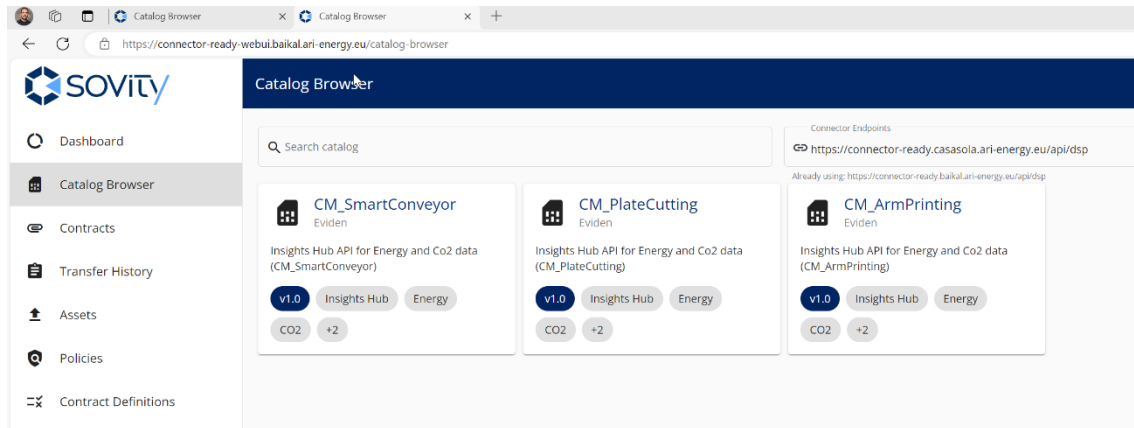 Catalog Browser
Catalog Browser
https://connector-ready-webui.baikal.ari-energy.eu/catalog-browser
SOVITY
Catalog Browser
Dashboard
Catalog Browser
Contracts
Transfer History
Assets
Policies
Contract Definitions
Search catalog
Connector Endpoints
https://connector-ready.casasola.ari-energy.eu/api/dsp
Already using: https://connector-ready.baikal.ari-energy.eu/api/dsp
CM_SmartConveyor
Eviden
Insights Hub API for Energy and Co2 data
(CM_SmartConveyor)
v1.0 Insights Hub Energy
CO2 +2
CM_PlateCutting
Eviden
Insights Hub API for Energy and Co2 data
(CM_PlateCutting)
v1.0 Insights Hub Energy
CO2 +2
CM_ArmPrinting
Eviden
Insights Hub API for Energy and Co2 data
(CM_ArmPrinting)
v1.0 Insights Hub Energy
CO2 +2